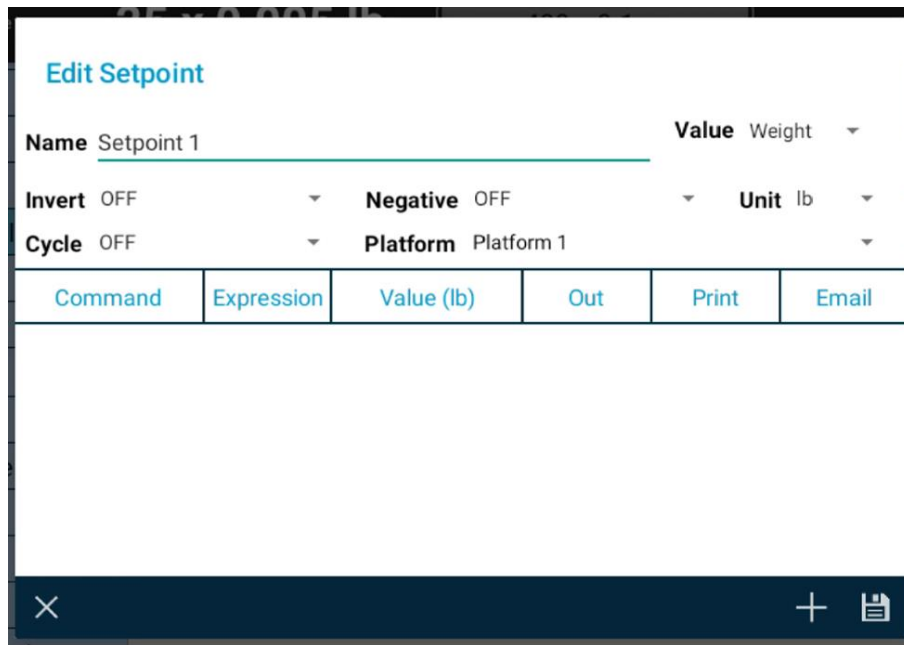 Edit Setpoint
Name Setpoint 1 Value Weight
Invert OFF Negative OFF Unit lb
Cycle OFF Platform Platform 1
Command Expression Value (lb) Out Print Email